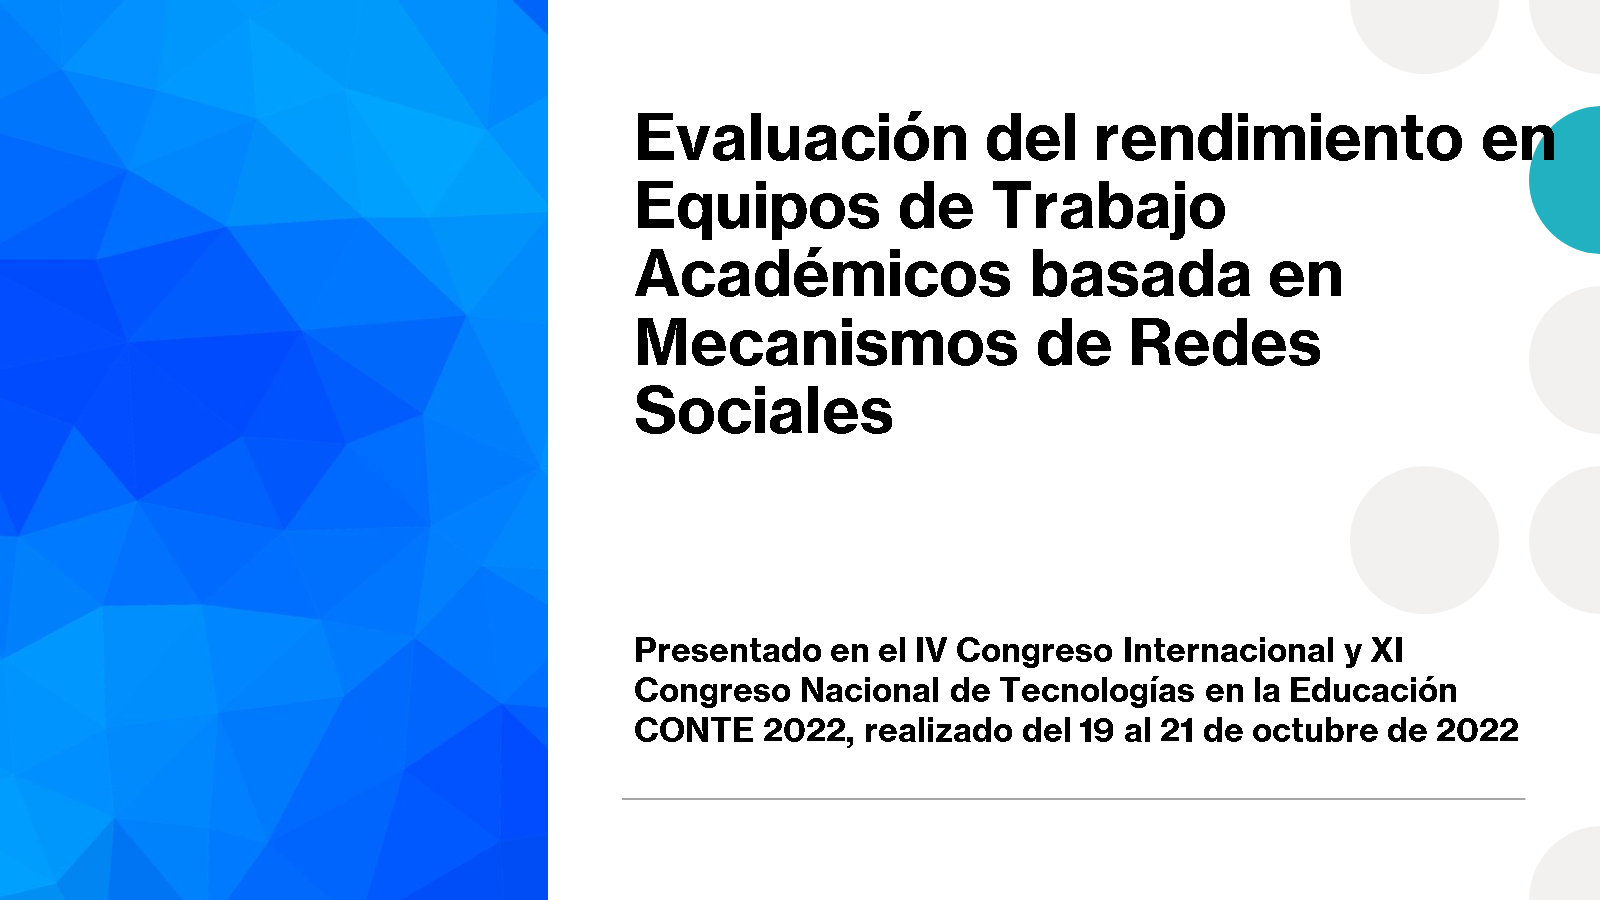 Evaluación del rendimiento en
Equipos de Trabajo
Académicos basada en
Mecanismos de Redes
Sociales
Presentado en el IV Congreso Internacional y XI
Congreso Nacional de Tecnologías en la Educación
CONTE 2022, realizado del 19 al 21 de octubre de 2022